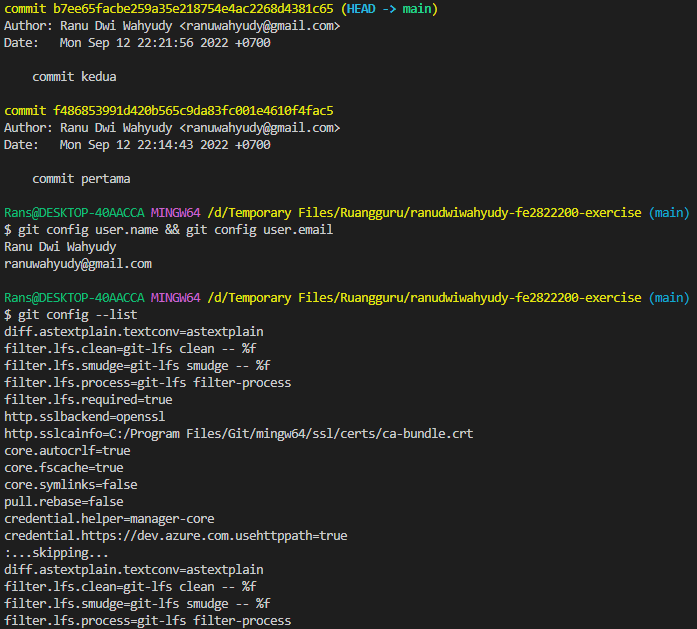 commit b7ee65facbe259a35e218754e4ac2268d4381c65 (HEAD -> main)
Author: Ranu Dwi Wahyudy <ranuwahyudy@gmail.com>
Date:   Mon Sep 12 22:21:56 2022 +0700
    commit kedua
commit f486853991d420b565c9da83fc001e4610f4fac5
Author: Ranu Dwi Wahyudy <ranuwahyudy@gmail.com>
Date:   Mon Sep 12 22:14:43 2022 +0700
    commit pertama
Rans@DESKTOP-40AACCA MINGW64 /d/Temporary Files/Ruangguru/ranudwiwahyudy-fe2822200-exercise (main)
$ git config user.name && git config user.email
Ranu Dwi Wahyudy
ranuwahyudy@gmail.com
Rans@DESKTOP-40AACCA MINGW64 /d/Temporary Files/Ruangguru/ranudwiwahyudy-fe2822200-exercise (main)
$ git config --list
diff.astextplain.textconv=astextplain
filter.lfs.clean=git-lfs clean -- %f
filter.lfs.smudge=git-lfs smudge -- %f
filter.lfs.process=git-lfs filter-process
filter.lfs.required=true
http.sslbackend=openssl
http.sslcainfo=C:/Program Files/Git/mingw64/ssl/certs/ca-bundle.crt
core.autocrlf=true
core.fscache=true
core.symlinks=false
pull.rebase=false
credential.helper=manager-core
credential.https://dev.azure.com.usehttppath=true
:...skipping...
diff.astextplain.textconv=astextplain
filter.lfs.clean=git-lfs clean -- %f
filter.lfs.smudge=git-lfs smudge -- %f
filter.lfs.process=git-lfs filter-process